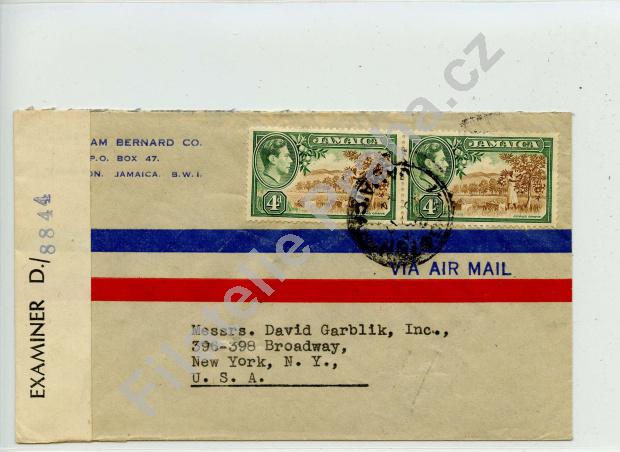 AM BERNARD CO.
P.O. BOX 47.
ON, JAMAICA. B.W.I.
JAMAICA
4d
JAMAICA
4d
VIA AIR MAIL
EXAMINER D./8844
Messrs. David Garblik, Inc.,
396-398 Broadway,
New York, N. Y.,
U. S. A.
Filatelie Praha.cz